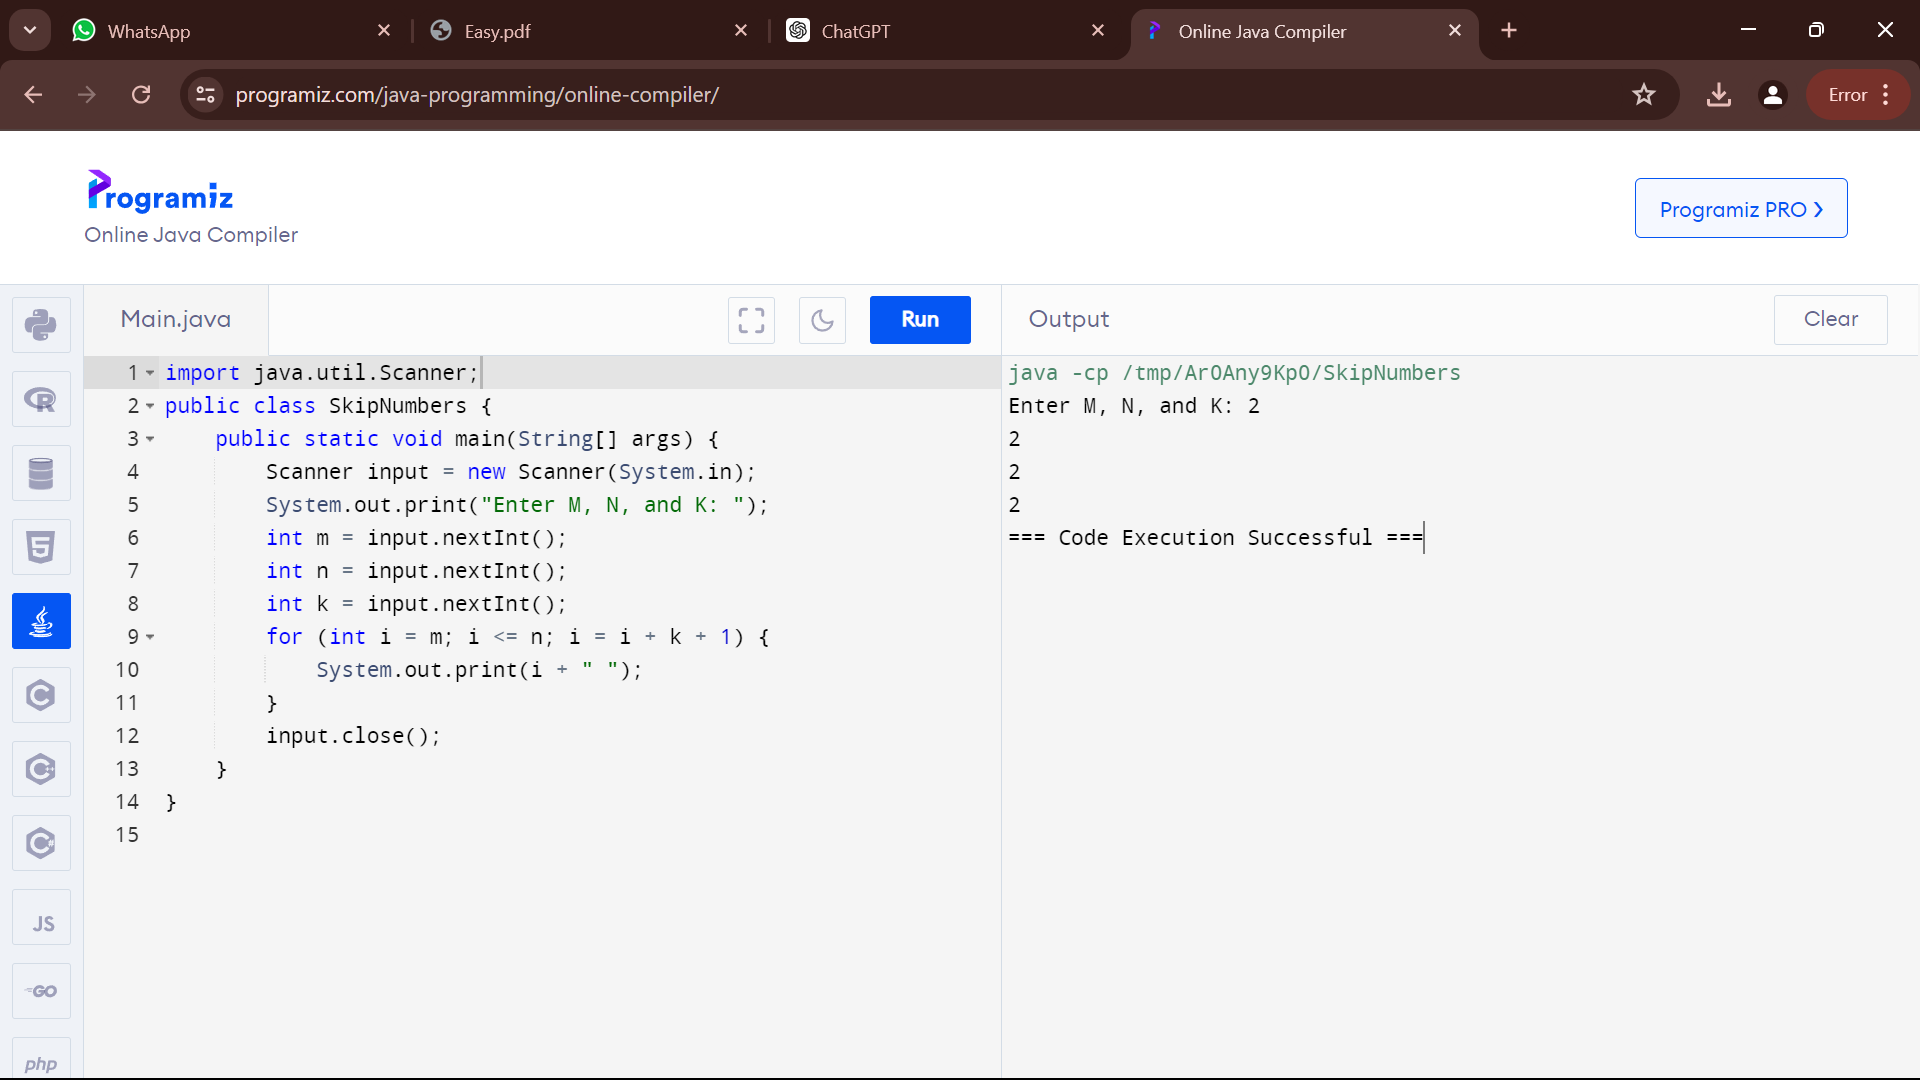 WhatsApp
Easy.pdf
ChatGPT
Online Java Compiler
programiz.com/java-programming/online-compiler/
Error
Programiz
Online Java Compiler
Programiz PRO
Main.java
Run
Output
Clear
1 import java.util.Scanner;
2 public class SkipNumbers {
3     public static void main(String[] args) {
4         Scanner input = new Scanner(System.in);
5         System.out.print("Enter M, N, and K: ");
6         int m = input.nextInt();
7         int n = input.nextInt();
8         int k = input.nextInt();
9         for (int i = m; i <= n; i = i + k + 1) {
10             System.out.print(i + " ");
11         }
12         input.close();
13     }
14 }
15
java -cp /tmp/ArOAny9KpO/SkipNumbers
Enter M, N, and K: 2
2
2
2
=== Code Execution Successful ===
R
5
C
C++
C#
JS
GO
php